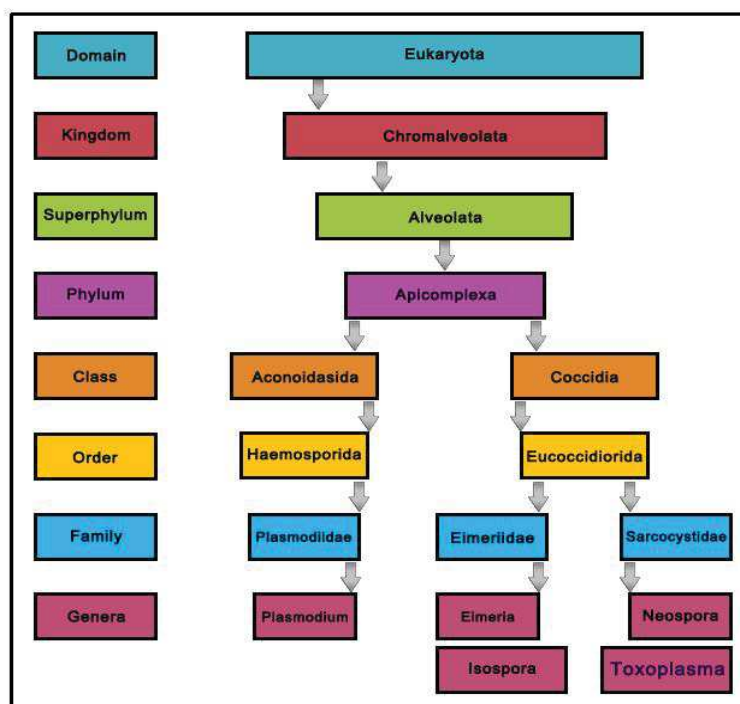 Domain
Eukaryota
Kingdom
Chromalveolata
Superphylum
Alveolata
Phylum
Apicomplexa
Class
Aconoidasida
Coccidia
Order
Haemosporida
Eucoccidiorida
Family
Plasmodiidae
Eimeriidae
Sarcocystidae
Genera
Plasmodium
Eimeria
Neospora
Isospora
Toxoplasma